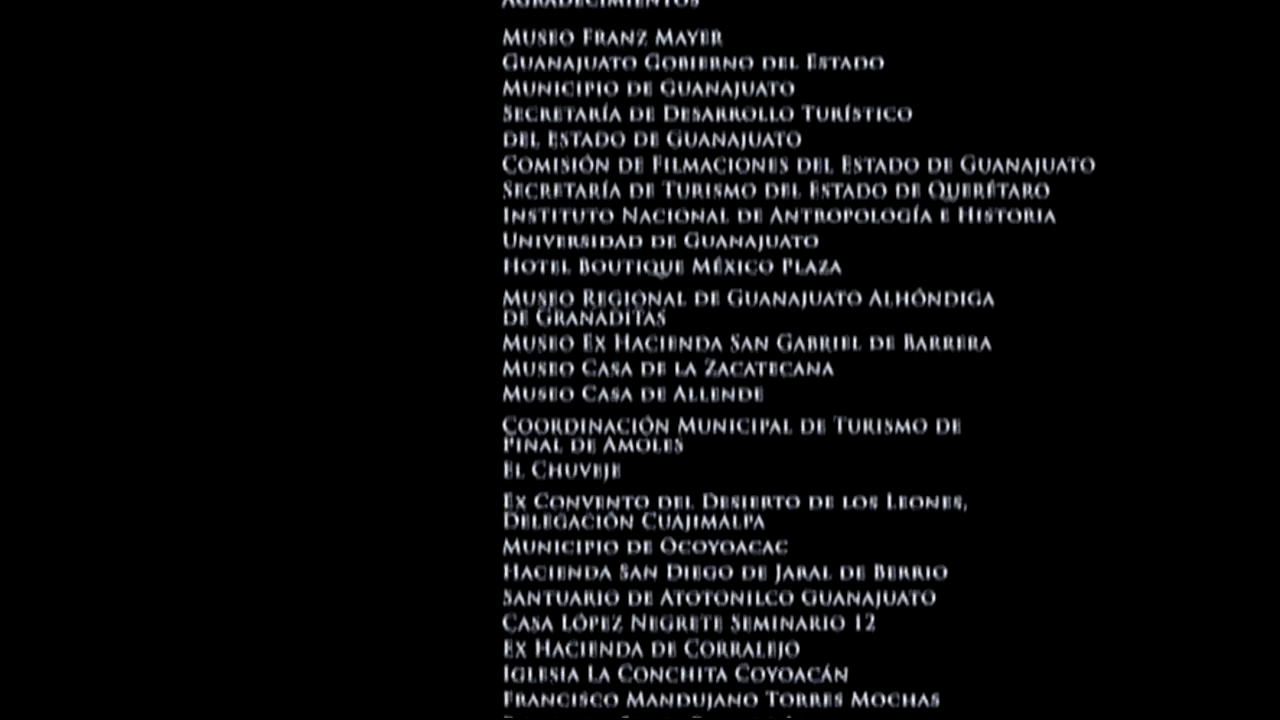 AGRADECIMIENTOS
MUSEO FRANZ MAYER
GUANAJUATO GOBIERNO DEL ESTADO
MUNICIPIO DE GUANAJUATO
SECRETARÍA DE DESARROLLO TURÍSTICO
DEL ESTADO DE GUANAJUATO
COMISIÓN DE FILMACIONES DEL ESTADO DE GUANAJUATO
SECRETARÍA DE TURISMO DEL ESTADO DE QUERÉTARO
INSTITUTO NACIONAL DE ANTROPOLOGÍA E HISTORIA
UNIVERSIDAD DE GUANAJUATO
HOTEL BOUTIQUE MÉXICO PLAZA
MUSEO REGIONAL DE GUANAJUATO ALHÓNDIGA
DE GRANADITAS
MUSEO EX HACIENDA SAN GABRIEL DE BARRERA
MUSEO CASA DE LA ZACATECANA
MUSEO CASA DE ALLENDE
COORDINACIÓN MUNICIPAL DE TURISMO DE
PINAL DE AMOLES
EL CHUVEJE
EX CONVENTO DEL DESIERTO DE LOS LEONES,
DELEGACIÓN CUAJIMALPA
MUNICIPIO DE OCOYOACAC
HACIENDA SAN DIEGO DE JARAL DE BERRIO
SANTUARIO DE ATOTONILCO GUANAJUATO
CASA LÓPEZ NEGRETE SEMINARIO 12
EX HACIENDA DE CORRALEJO
IGLESIA LA CONCHITA COYOACÁN
FRANCISCO MANDUJANO TORRES MOCHAS